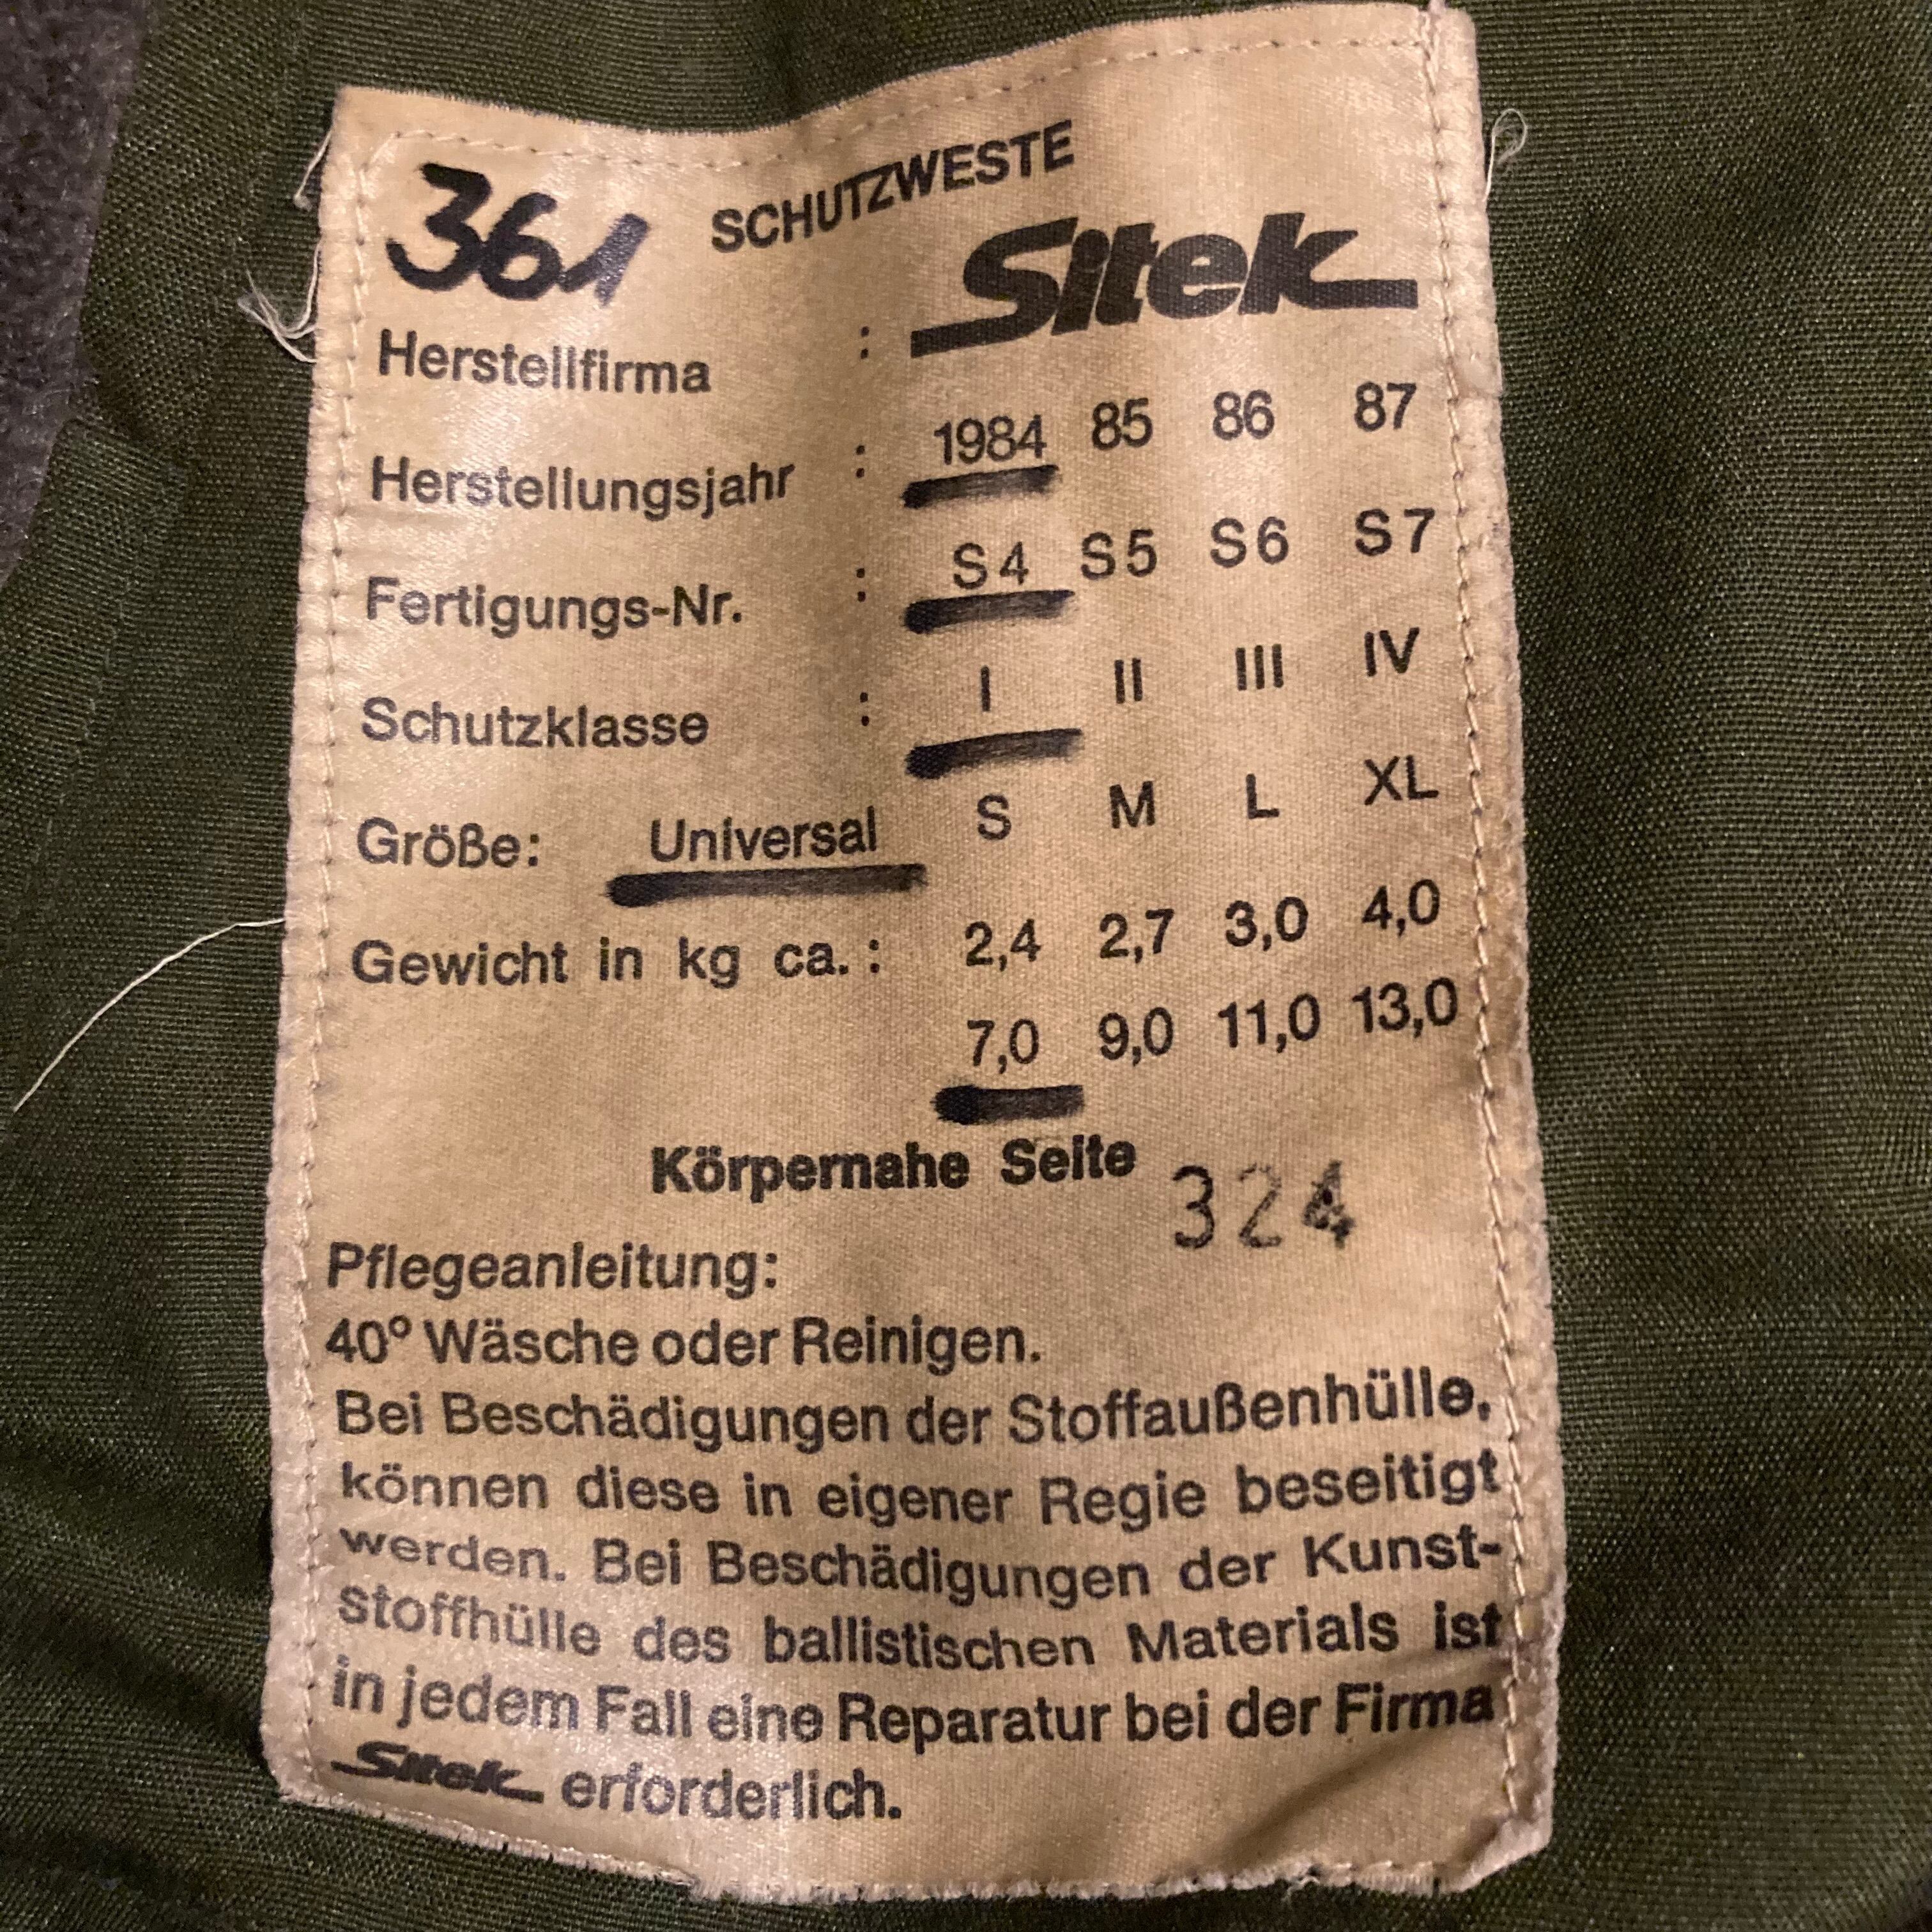 361 SCHUTZWESTE
Herstellfirma : Sitek
Herstellungsjahr : 1984 85 86 87
Fertigungs-Nr. : S4 S5 S6 S7
Schutzklasse : I II III IV
Größe: Universal S M L XL
Gewicht in kg ca.: 2,4 2,7 3,0 4,0
7,0 9,0 11,0 13,0
Körpernahe Seite 324
Pflegeanleitung:
40° Wäsche oder Reinigen.
Bei Beschädigungen der Stoffaußenhülle,
können diese in eigener Regie beseitigt
werden. Bei Beschädigungen der Kunst-
stoffhülle des ballistischen Materials ist
in jedem Fall eine Reparatur bei der Firma
Sitek erforderlich.